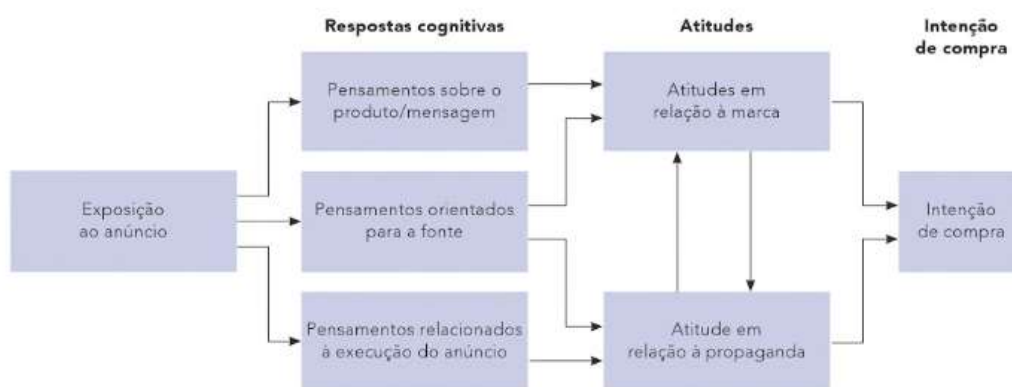 Respostas cognitivas
Atitudes
Intenção
de compra
Pensamentos sobre o
produto/mensagem
Atitudes em
relação à marca
Exposição
ao anúncio
Pensamentos orientados
para a fonte
Intenção
de compra
Pensamentos relacionados
à execução do anúncio
Atitude em
relação à propaganda